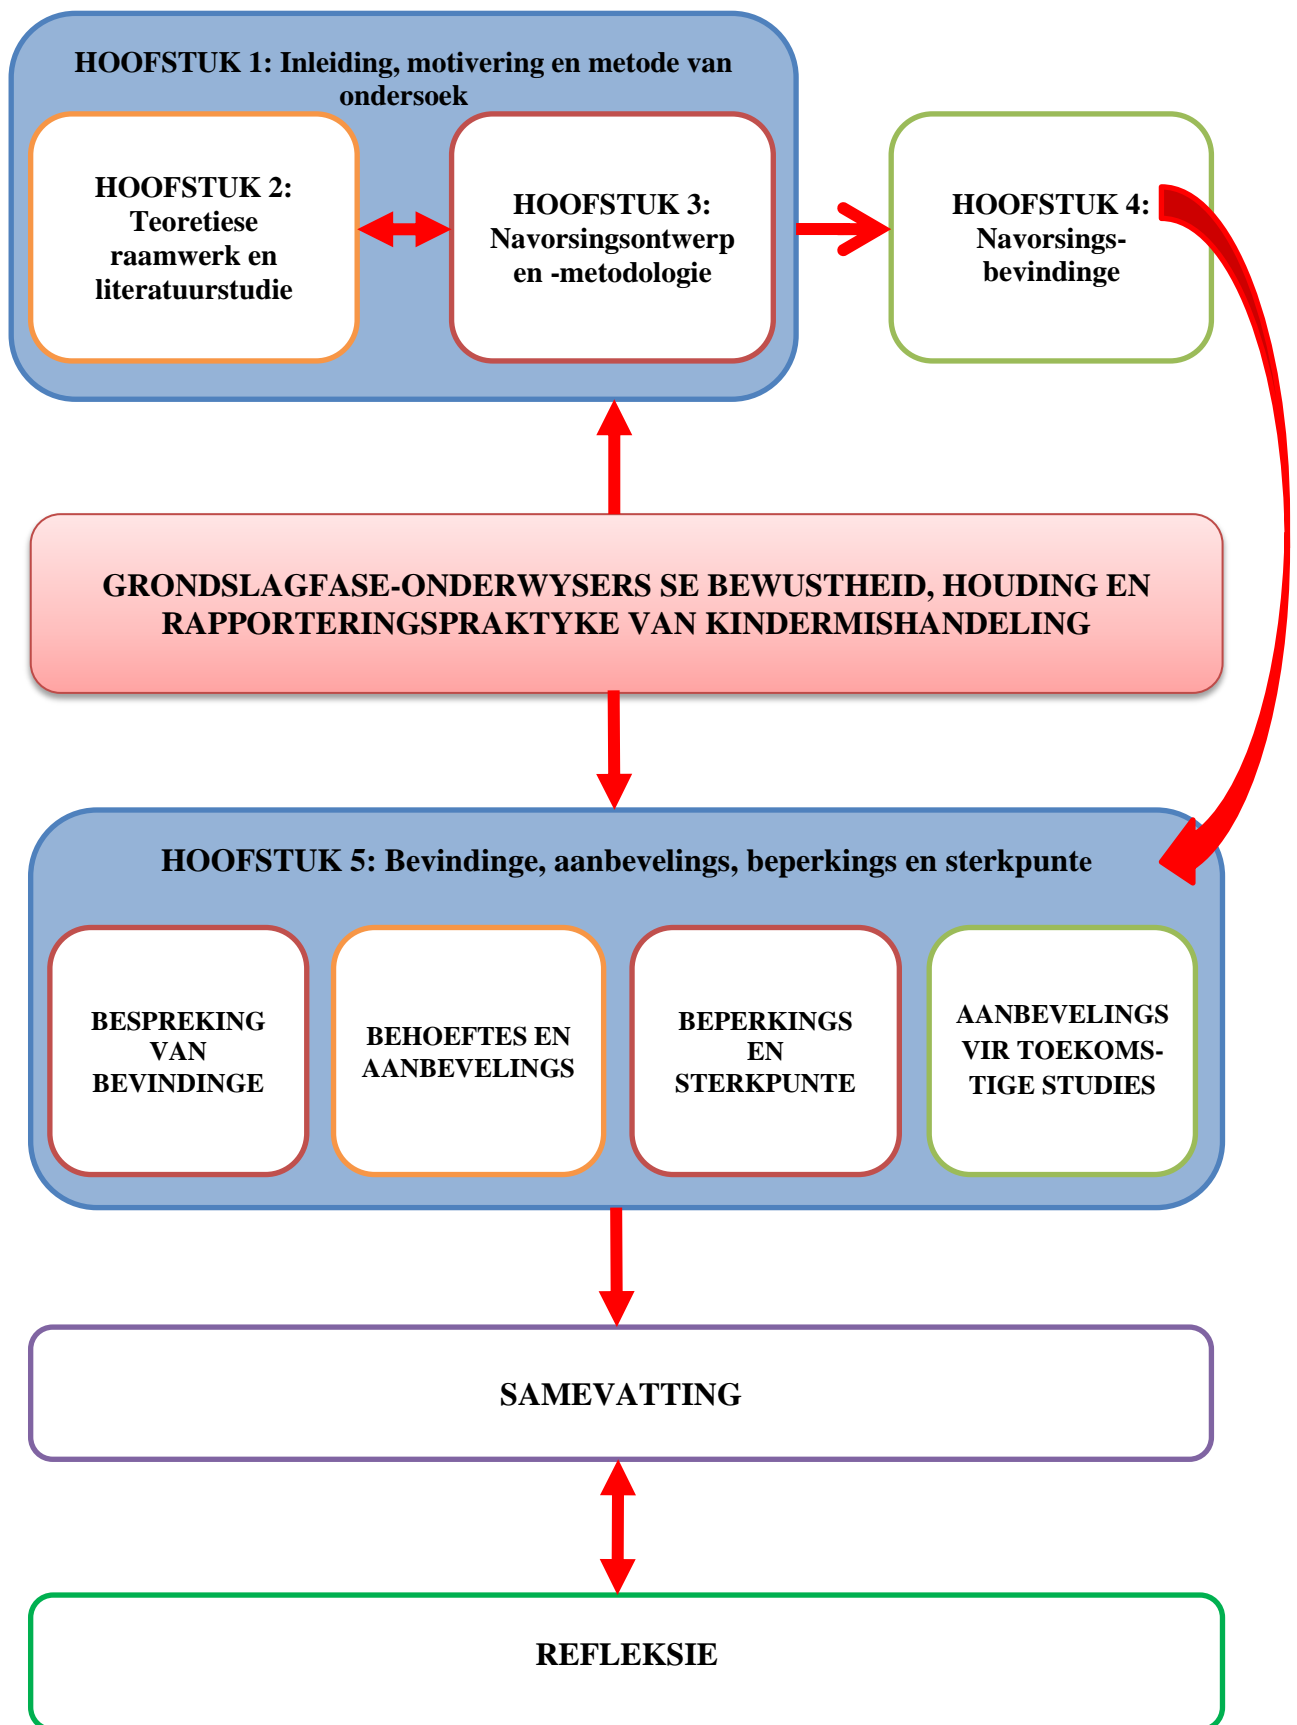 HOOFSTUK 1: Inleiding, motivering en metode van
ondersoek
HOOFSTUK 2:
Teoretiese
raamwerk en
literatuurstudie
HOOFSTUK 3:
Navorsingsontwerp
en -metodologie
HOOFSTUK 4:
Navorsings-
bevindinge
GRONDSLAGFASE-ONDERWYSERS SE BEWUSTHEID, HOUDING EN
RAPPORTERINGSPRAKTYKE VAN KINDERMISHANDELING
HOOFSTUK 5: Bevindinge, aanbevelings, beperkings en sterkpunte
BESPREKING
VAN
BEVINDINGE
BEHOEFTES EN
AANBEVELINGS
BEPERKINGS
EN
STERKPUNTE
AANBEVELINGS
VIR TOEKOMS-
TIGE STUDIES
SAMEVATTING
REFLEKSIE